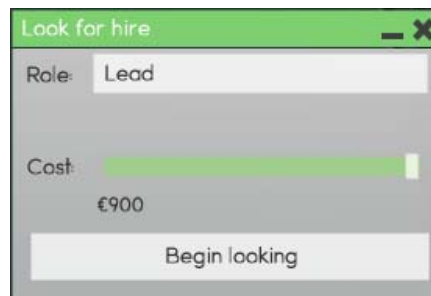 Look for hire
Role: Lead
Cost:
€900
Begin looking